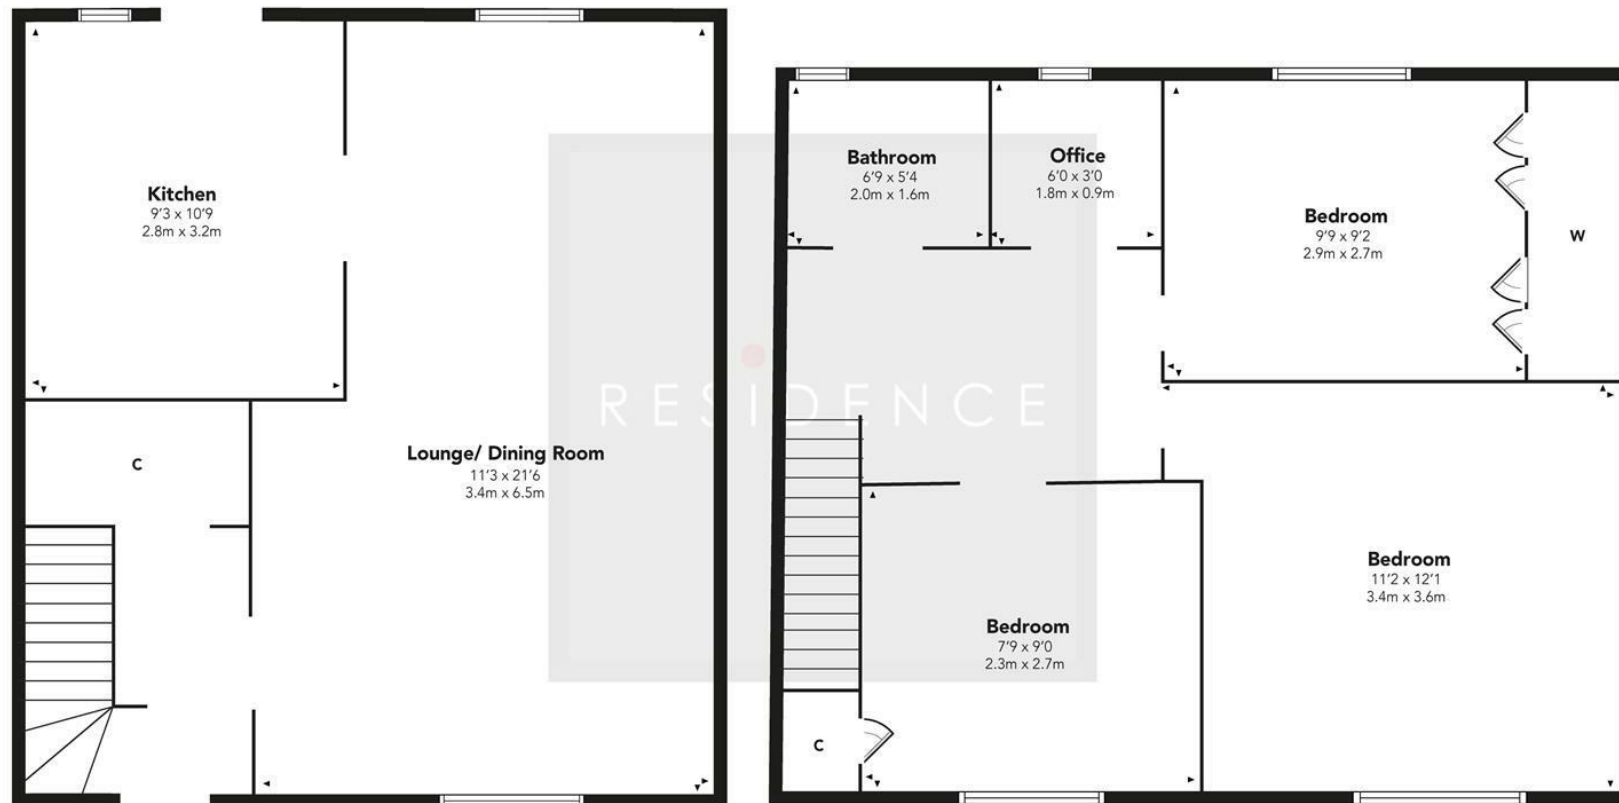 Kitchen
9'3 x 10'9
2.8m x 3.2m
C
Lounge/ Dining Room
11'3 x 21'6
3.4m x 6.5m
Bathroom
6'9 x 5'4
2.0m x 1.6m
Office
6'0 x 3'0
1.8m x 0.9m
Bedroom
9'9 x 9'2
2.9m x 2.7m
W
RESIDENCE
Bedroom
11'2 x 12'1
3.4m x 3.6m
Bedroom
7'9 x 9'0
2.3m x 2.7m
C